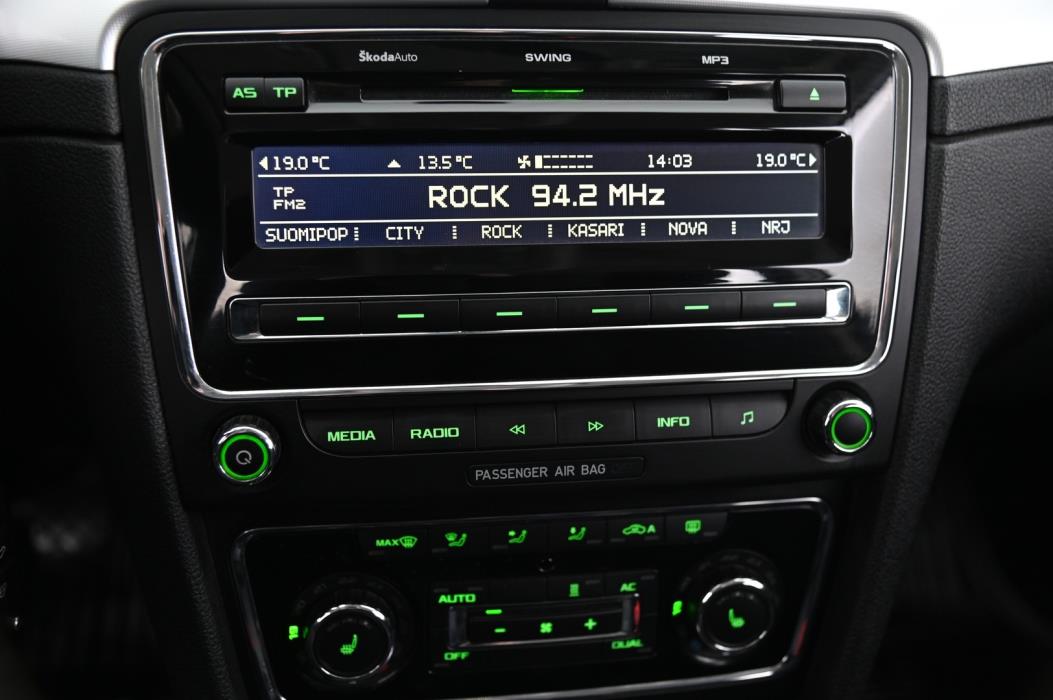 ŠkodaAuto SWING MP3
AS TP
19.0°C 13.5°C 14:03 19.0°C
TP
FM2
ROCK 94.2 MHz
SUOMIPOP CITY ROCK KASARI NOVA NRJ
MEDIA RADIO INFO
PASSENGER AIR BAG
MAX A
AUTO AC
OFF DUAL